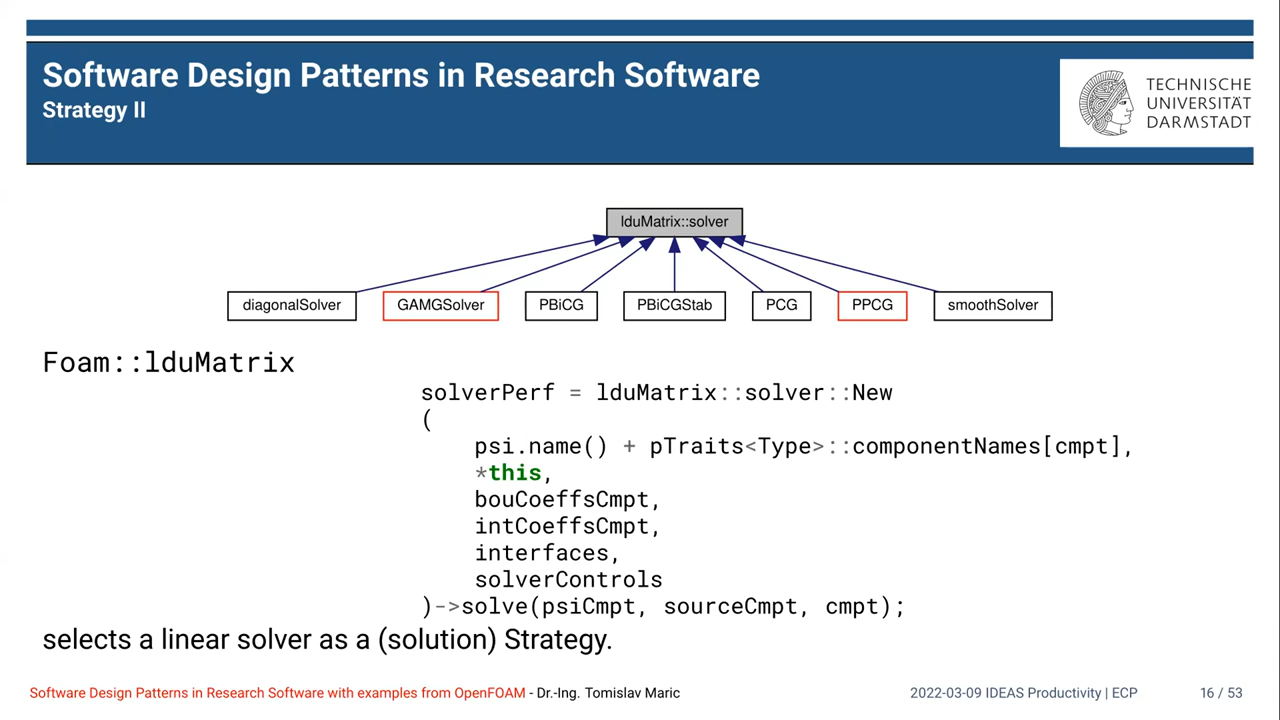 Software Design Patterns in Research Software
Strategy II
TECHNISCHE
UNIVERSITÄT
DARMSTADT
lduMatrix::solver
diagonalSolver GAMGSolver PBiCG PBiCGStab PCG PPCG smoothSolver
Foam::lduMatrix
solverPerf = lduMatrix::solver::New
(
psi.name() + pTraits<Type>::componentNames[cmpt],
*this,
bouCoeffsCmpt,
intCoeffsCmpt,
interfaces,
solverControls
)->solve(psiCmpt, sourceCmpt, cmpt);
selects a linear solver as a (solution) Strategy.
Software Design Patterns in Research Software with examples from OpenFOAM - Dr.-Ing. Tomislav Maric 2022-03-09 IDEAS Productivity | ECP 16 / 53